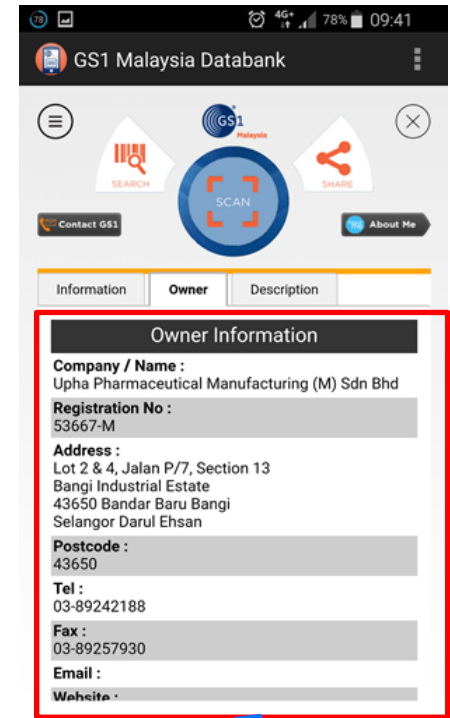 78 4G+ 78% 09:41
GS1 Malaysia Databank
GS1
Malaysia
SEARCH
SCAN
SHARE
Contact GS1
About Me
Information Owner Description
Owner Information
Company / Name :
Upha Pharmaceutical Manufacturing (M) Sdn Bhd
Registration No :
53667-M
Address :
Lot 2 & 4, Jalan P/7, Section 13
Bangi Industrial Estate
43650 Bandar Baru Bangi
Selangor Darul Ehsan
Postcode :
43650
Tel :
03-89242188
Fax :
03-89257930
Email :
Website :